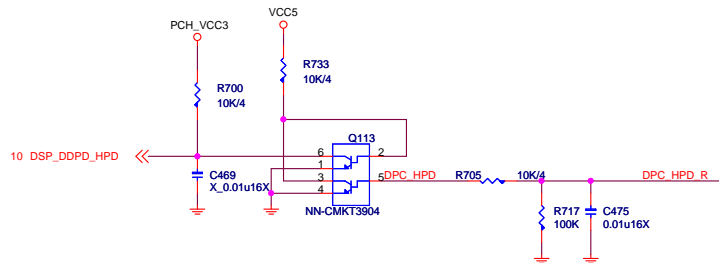 VCC5
PCH_VCC3
R733
10K/4
R700
10K/4
Q113
10 DSP_DDPD_HPD
6
2
1
3
5
DPC_HPD
R705
10K/4
DPC_HPD_R
4
C469
X_0.01u16X
NN-CMKT3904
R717
100K
C475
0.01u16X